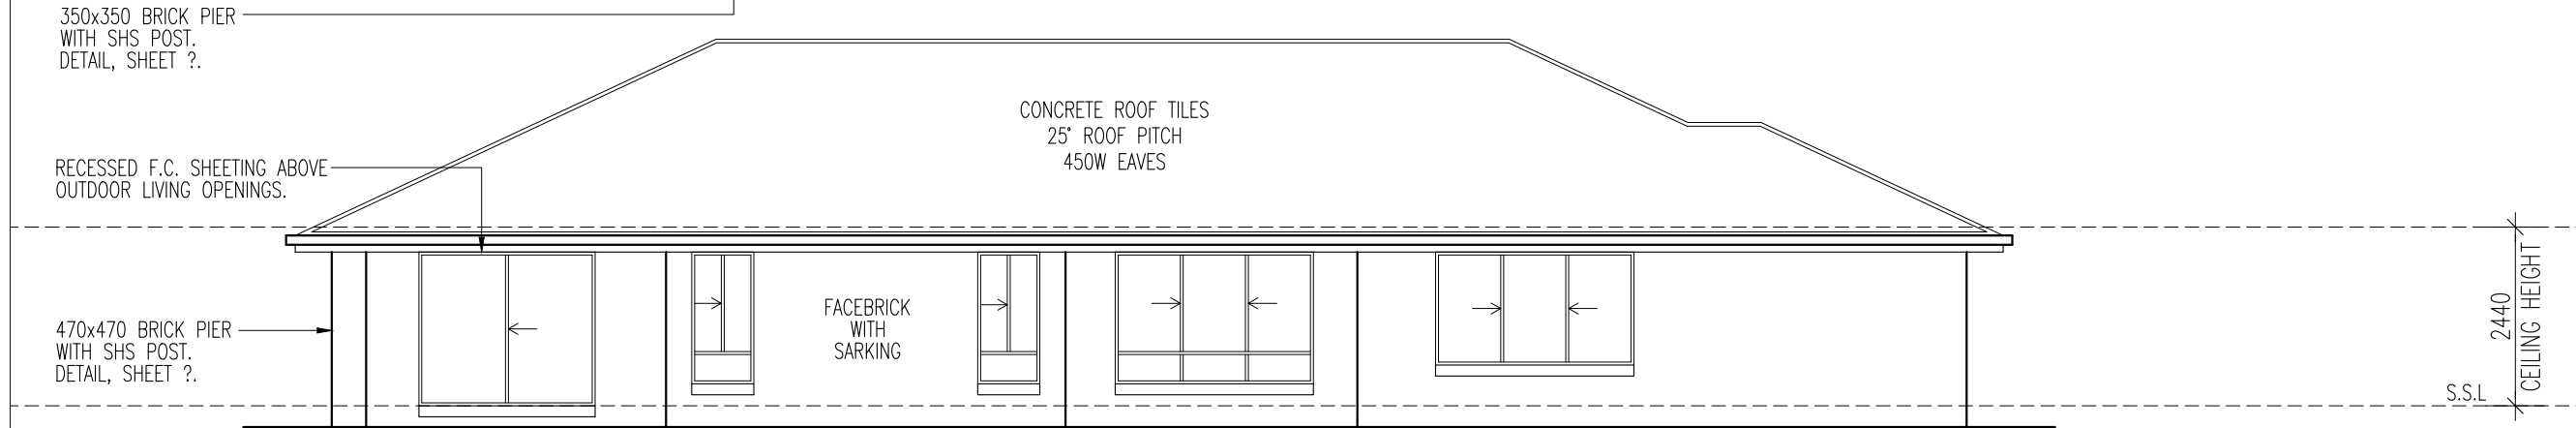 350x350 BRICK PIER
WITH SHS POST.
DETAIL, SHEET ?.
CONCRETE ROOF TILES
25° ROOF PITCH
450W EAVES
RECESSED F.C. SHEETING ABOVE
OUTDOOR LIVING OPENINGS.
FACEBRICK
WITH
SARKING
470x470 BRICK PIER
WITH SHS POST.
DETAIL, SHEET ?.
2440
CEILING HEIGHT
S.S.L